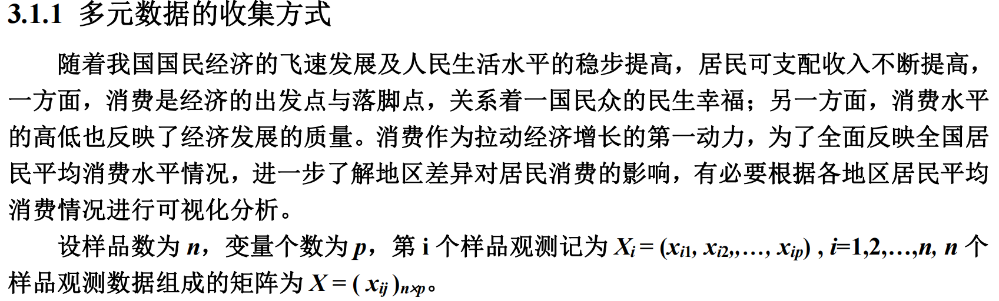 3.1.1 多元数据的收集方式
随着我国国民经济的飞速发展及人民生活水平的稳步提高，居民可支配收入不断提高，
一方面，消费是经济的出发点与落脚点，关系着一国民众的民生幸福；另一方面，消费水平
的高低也反映了经济发展的质量。消费作为拉动经济增长的第一动力，为了全面反映全国居
民平均消费水平情况，进一步了解地区差异对居民消费的影响，有必要根据各地区居民平均
消费情况进行可视化分析。
设样品数为 n，变量个数为 p，第 i 个样品观测记为 Xi = (xi1, xi2,,…, xip) , i=1,2,…,n, n 个
样品观测数据组成的矩阵为 X = ( xij )n×p。